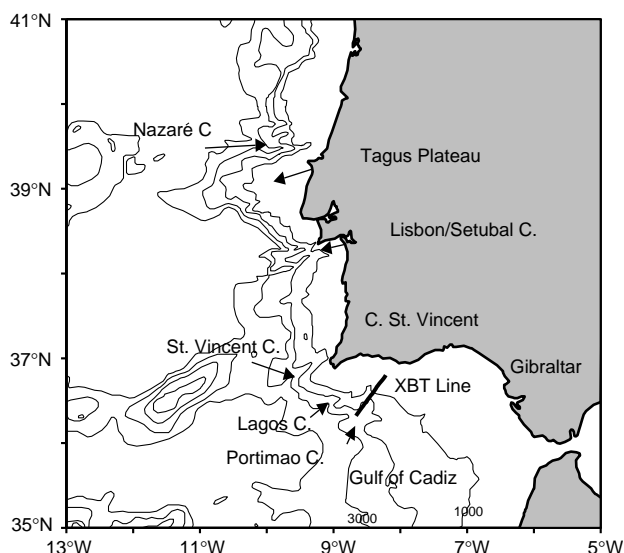 41°N
Nazaré C
Tagus Plateau
39°N
Lisbon/Setubal C.
C. St. Vincent
St. Vincent C.
37°N
Gibraltar
XBT Line
Lagos C.
Portimao C.
Gulf of Cadiz
3000
1000
35°N
13°W
11°W
9°W
7°W
5°W